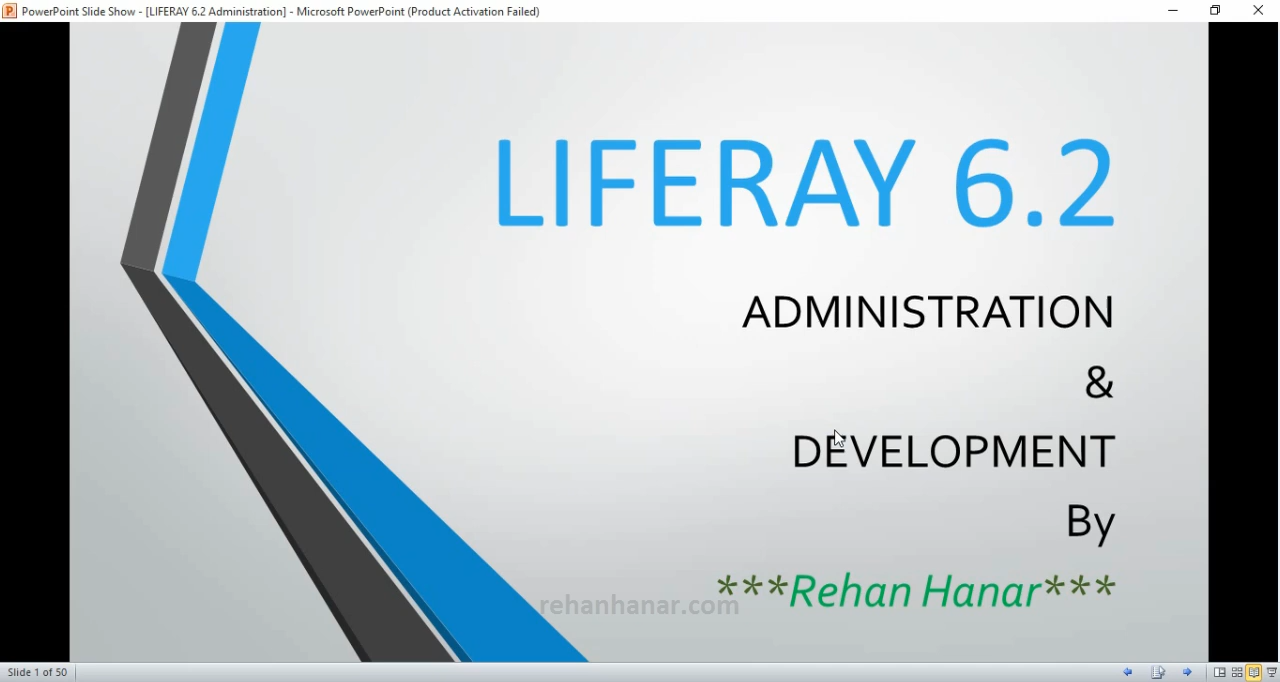 PowerPoint Slide Show - [LIFERAY 6.2 Administration] - Microsoft PowerPoint (Product Activation Failed)
LIFERAY 6.2
ADMINISTRATION
&
DEVELOPMENT
By
***Rehan Hanar***
rehanhanar.com
Slide 1 of 50